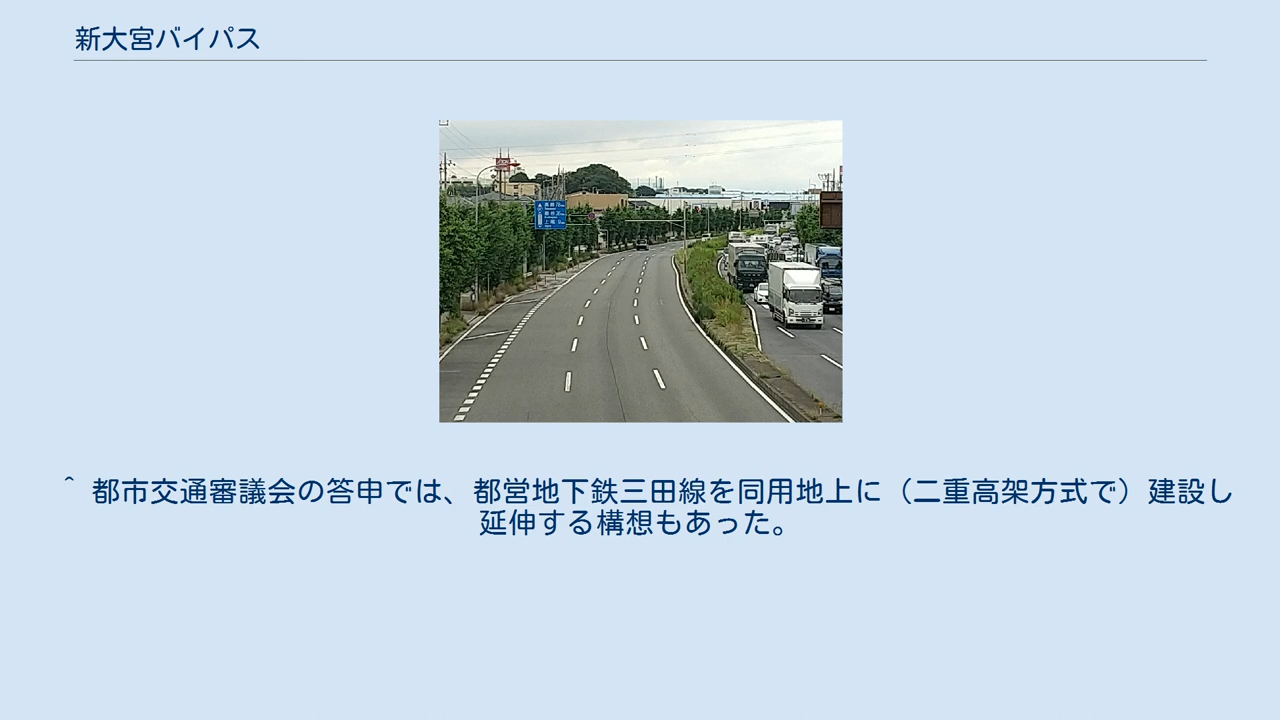 新大宮バイパス
^ 都市交通審議会の答申では、都営地下鉄三田線を同用地上に（二重高架方式で）建設し
延伸する構想もあった。